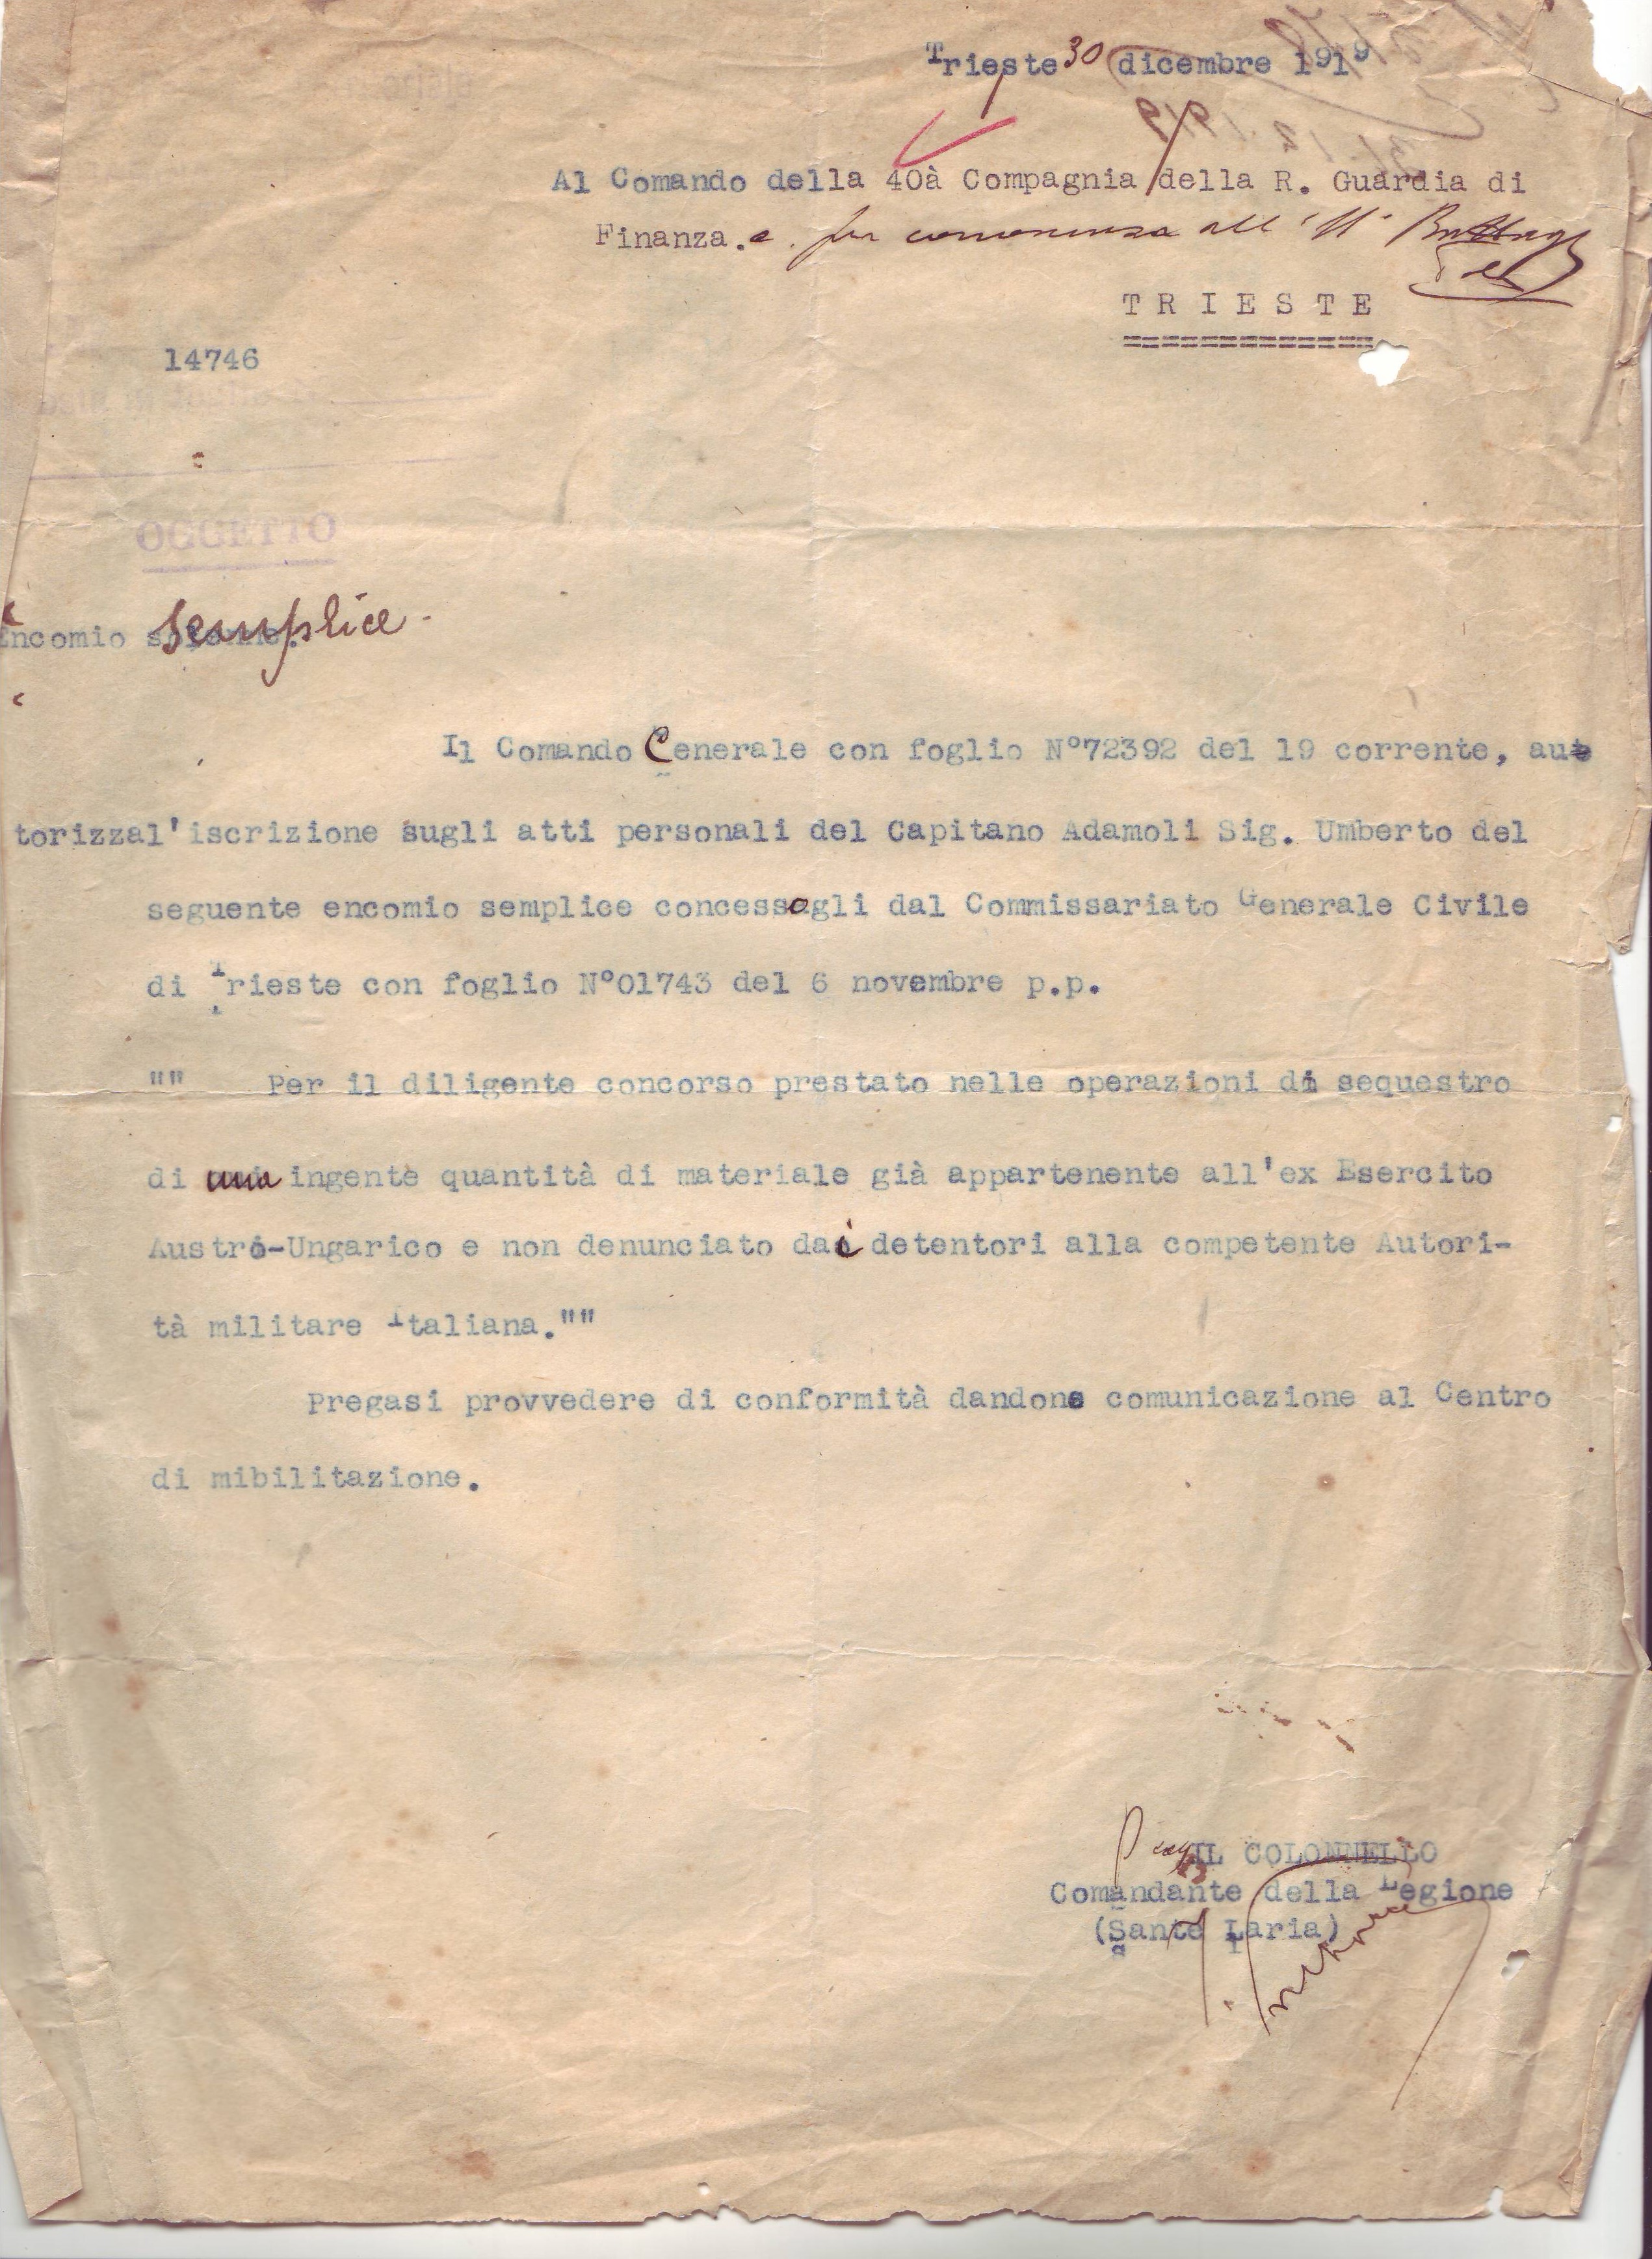 Trieste 30 dicembre 1919
Al Comando della 40à Compagnia della R. Guardia di
Finanza. e. per conoscenza all'11°
TRIESTE
=============
14746
OGGETTO
Encomio semplice.
Il Comando Generale con foglio N°72392 del 19 corrente, au
torizzal'iscrizione sugli atti personali del Capitano Adamoli Sig. Umberto del
seguente encomio semplice concessogli dal Commissariato Generale Civile
di Trieste con foglio N°01743 del 6 novembre p.p.
"" Per il diligente concorso prestato nelle operazioni di sequestro
di una ingente quantità di materiale già appartenente all'ex Esercito
Austro-Ungarico e non denunciato dai detentori alla competente Autori-
tà militare Italiana.""
Pregasi provvedere di conformità dandone comunicazione al Centro
di mibilitazione.
IL COLONNELLO
Comandante della Legione
(Sante Laria)